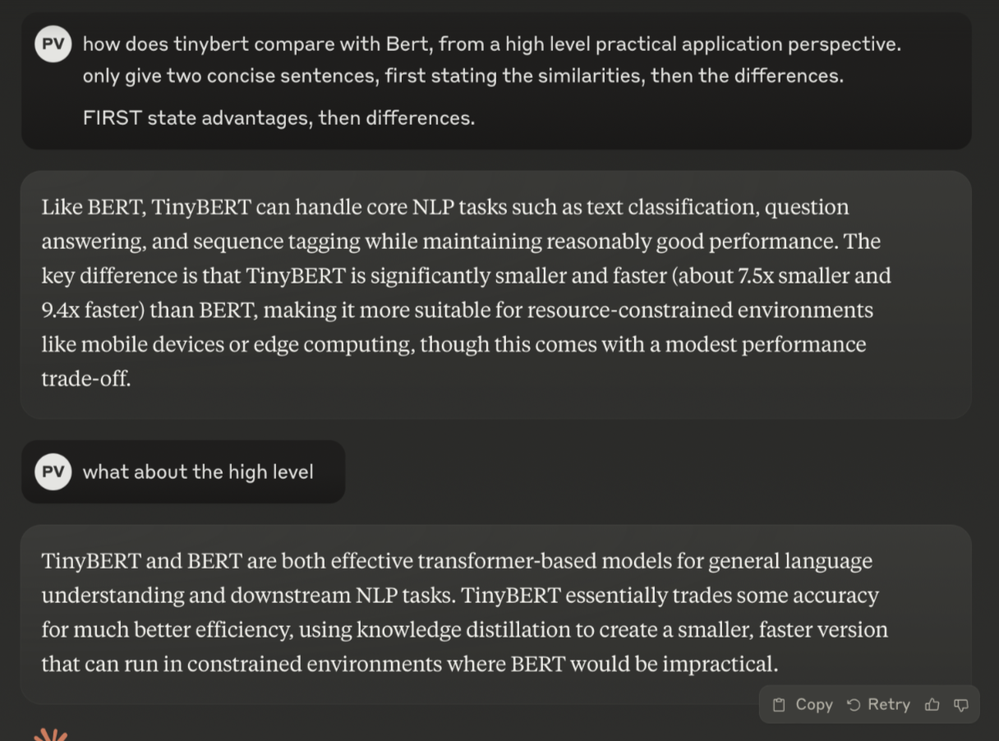 PV how does tinybert compare with Bert, from a high level practical application perspective.
only give two concise sentences, first stating the similarities, then the differences.
FIRST state advantages, then differences.
Like BERT, TinyBERT can handle core NLP tasks such as text classification, question
answering, and sequence tagging while maintaining reasonably good performance. The
key difference is that TinyBERT is significantly smaller and faster (about 7.5x smaller and
9.4x faster) than BERT, making it more suitable for resource-constrained environments
like mobile devices or edge computing, though this comes with a modest performance
trade-off.
PV what about the high level
TinyBERT and BERT are both effective transformer-based models for general language
understanding and downstream NLP tasks. TinyBERT essentially trades some accuracy
for much better efficiency, using knowledge distillation to create a smaller, faster version
that can run in constrained environments where BERT would be impractical.
Copy Retry